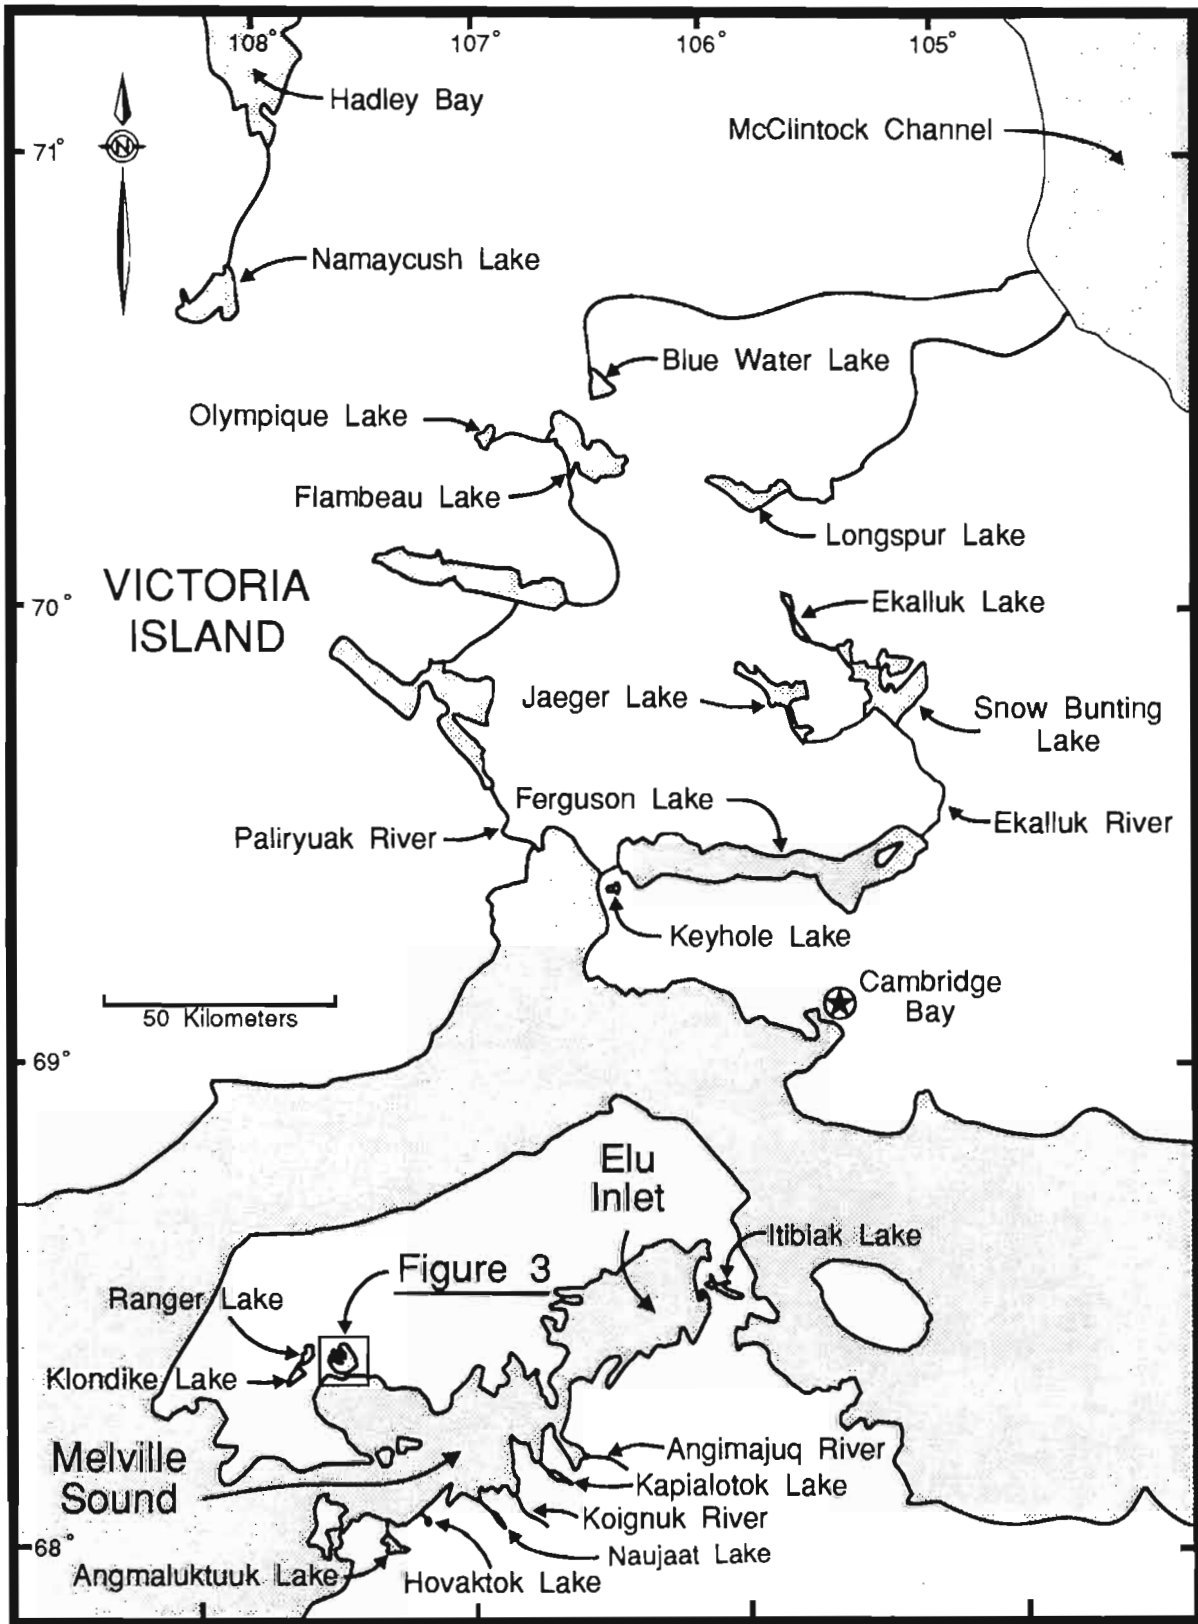 108° 107° 106° 105°
Hadley Bay
McClintock Channel
71°
N
Namaycush Lake
Blue Water Lake
Olympique Lake
Flambeau Lake
Longspur Lake
VICTORIA
ISLAND
70°
Ekalluk Lake
Jaeger Lake
Snow Bunting
Lake
Ferguson Lake
Paliryuak River
Ekalluk River
Keyhole Lake
Cambridge
Bay
50 Kilometers
69°
Elu
Inlet
Itibiak Lake
Figure 3
Ranger Lake
Klondike Lake
Melville
Sound
Angimajuq River
Kapialotok Lake
Koignuk River
Naujaat Lake
68°
Angmaluktuuk Lake
Hovaktok Lake